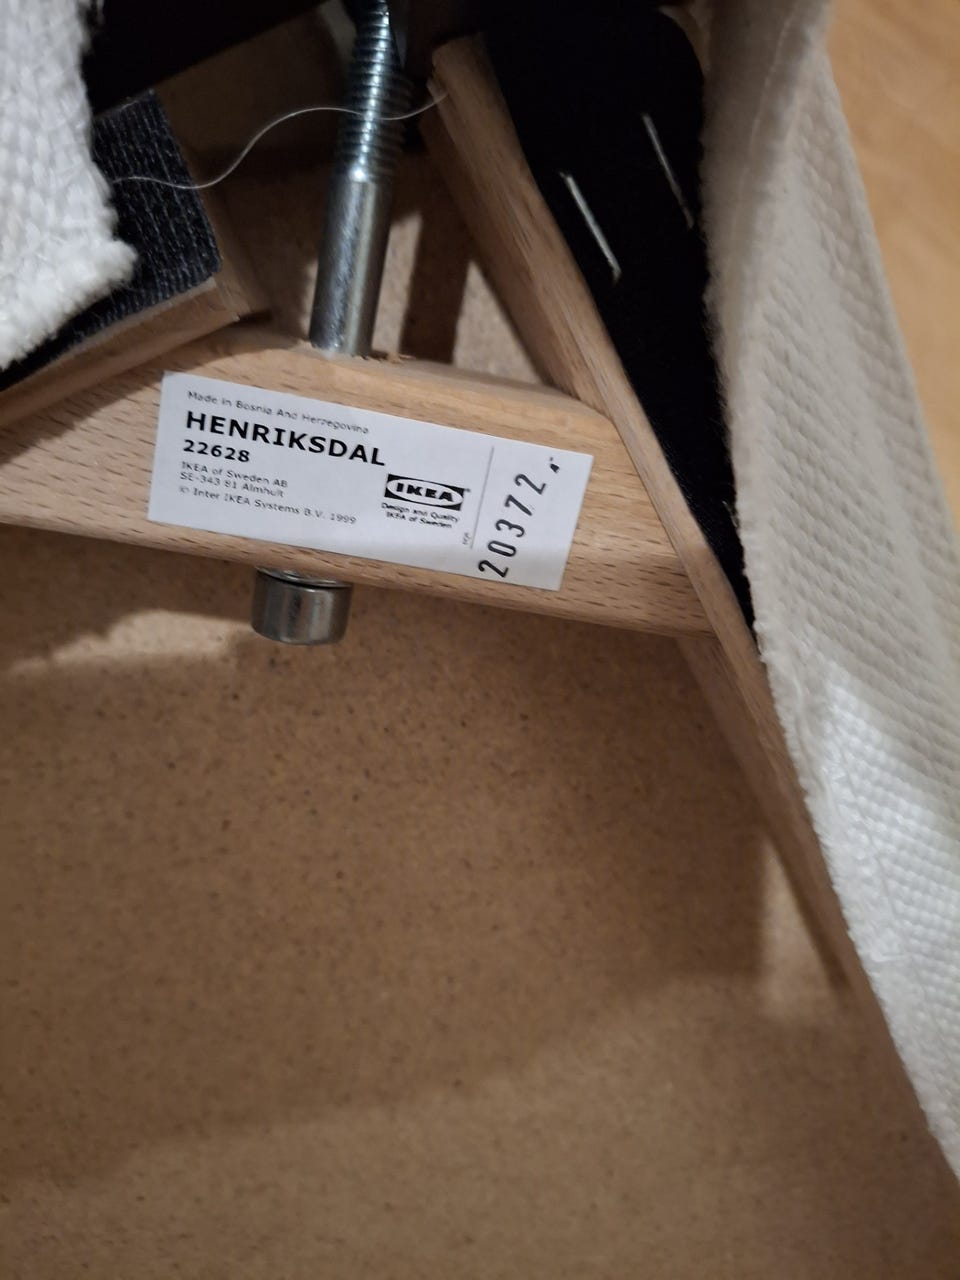 Made in Bosnia And Herzegovina
HENRIKSDAL
22628
IKEA of Sweden AB
SE-343 81 Älmhult
© Inter IKEA Systems B.V. 1999
IKEA
Design and Quality
IKEA of Sweden
20372